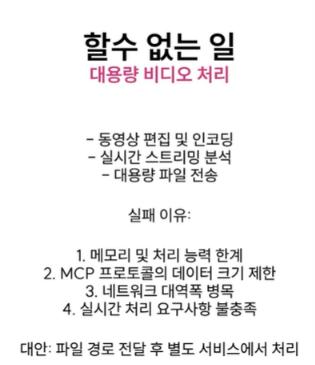 할수 없는 일
대용량 비디오 처리
- 동영상 편집 및 인코딩
- 실시간 스트리밍 분석
- 대용량 파일 전송
실패 이유:
1. 메모리 및 처리 능력 한계
2. MCP 프로토콜의 데이터 크기 제한
3. 네트워크 대역폭 병목
4. 실시간 처리 요구사항 불충족
대안: 파일 경로 전달 후 별도 서비스에서 처리